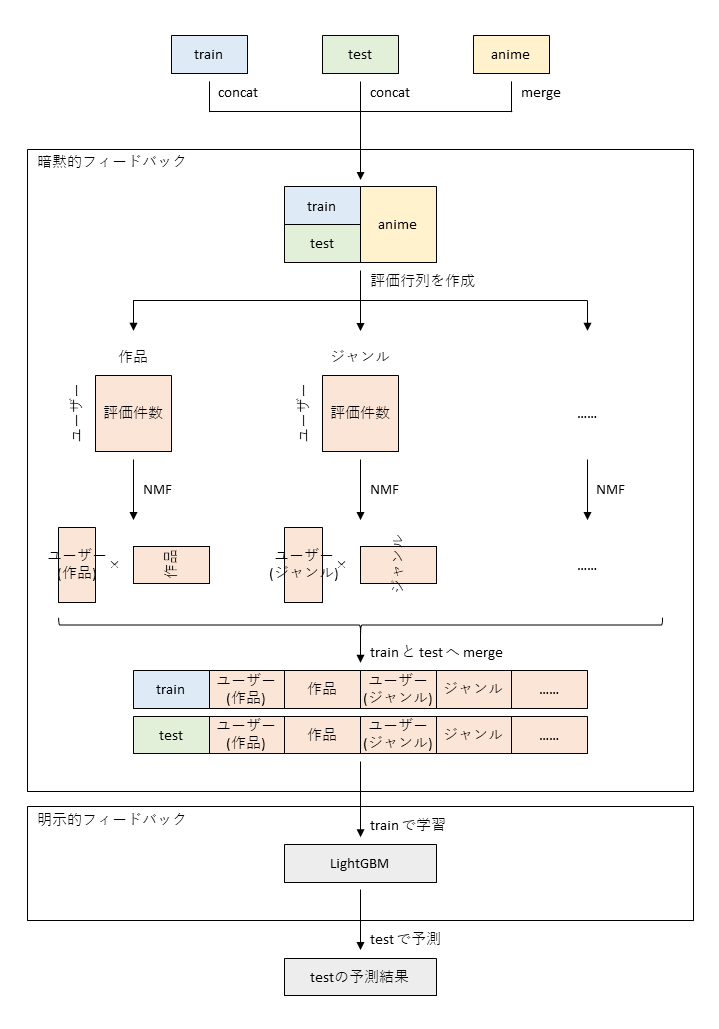 train
test
anime
concat
concat
merge
暗黙的フィードバック
train
anime
test
評価行列を作成
作品
ジャンル
ユーザー
評価件数
ユーザー
評価件数
……
NMF
NMF
NMF
ユーザー
(作品)
×
作品
ユーザー
(ジャンル)
×
ジャンル
……
train と test へ merge
train
ユーザー
(作品)
作品
ユーザー
(ジャンル)
ジャンル
……
test
ユーザー
(作品)
作品
ユーザー
(ジャンル)
ジャンル
……
明示的フィードバック
train で学習
LightGBM
test で予測
testの予測結果